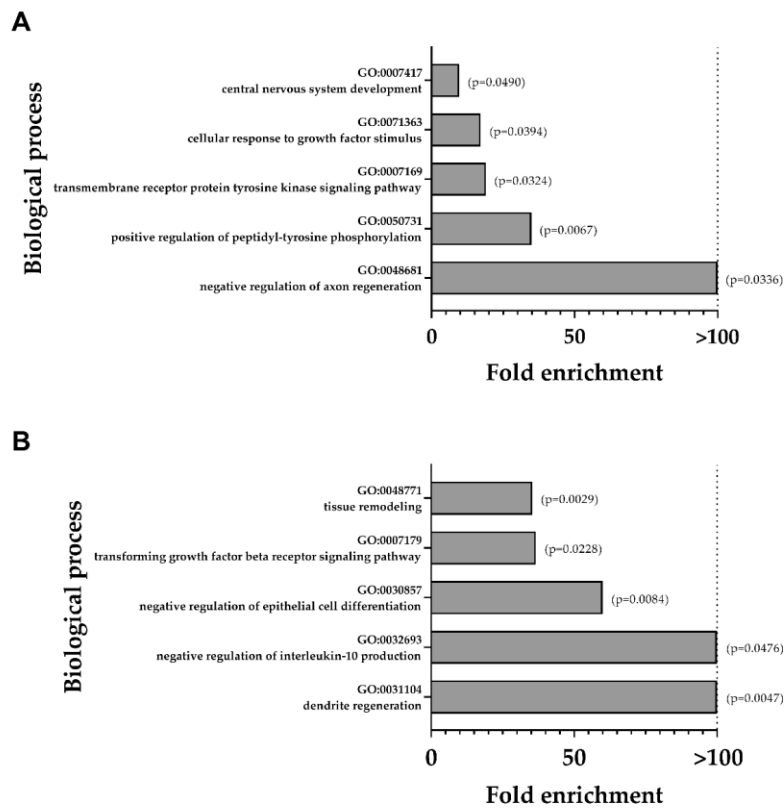 A
Biological process
GO:0007417
central nervous system development
(p=0.0490)
GO:0071363
cellular response to growth factor stimulus
(p=0.0394)
GO:0007169
transmembrane receptor protein tyrosine kinase signaling pathway
(p=0.0324)
GO:0050731
positive regulation of peptidyl-tyrosine phosphorylation
(p=0.0067)
GO:0048681
negative regulation of axon regeneration
(p=0.0336)
0 50 >100
Fold enrichment
B
Biological process
GO:0048771
tissue remodeling
(p=0.0029)
GO:0007179
transforming growth factor beta receptor signaling pathway
(p=0.0228)
GO:0030857
negative regulation of epithelial cell differentiation
(p=0.0084)
GO:0032693
negative regulation of interleukin-10 production
(p=0.0476)
GO:0031104
dendrite regeneration
(p=0.0047)
0 50 >100
Fold enrichment